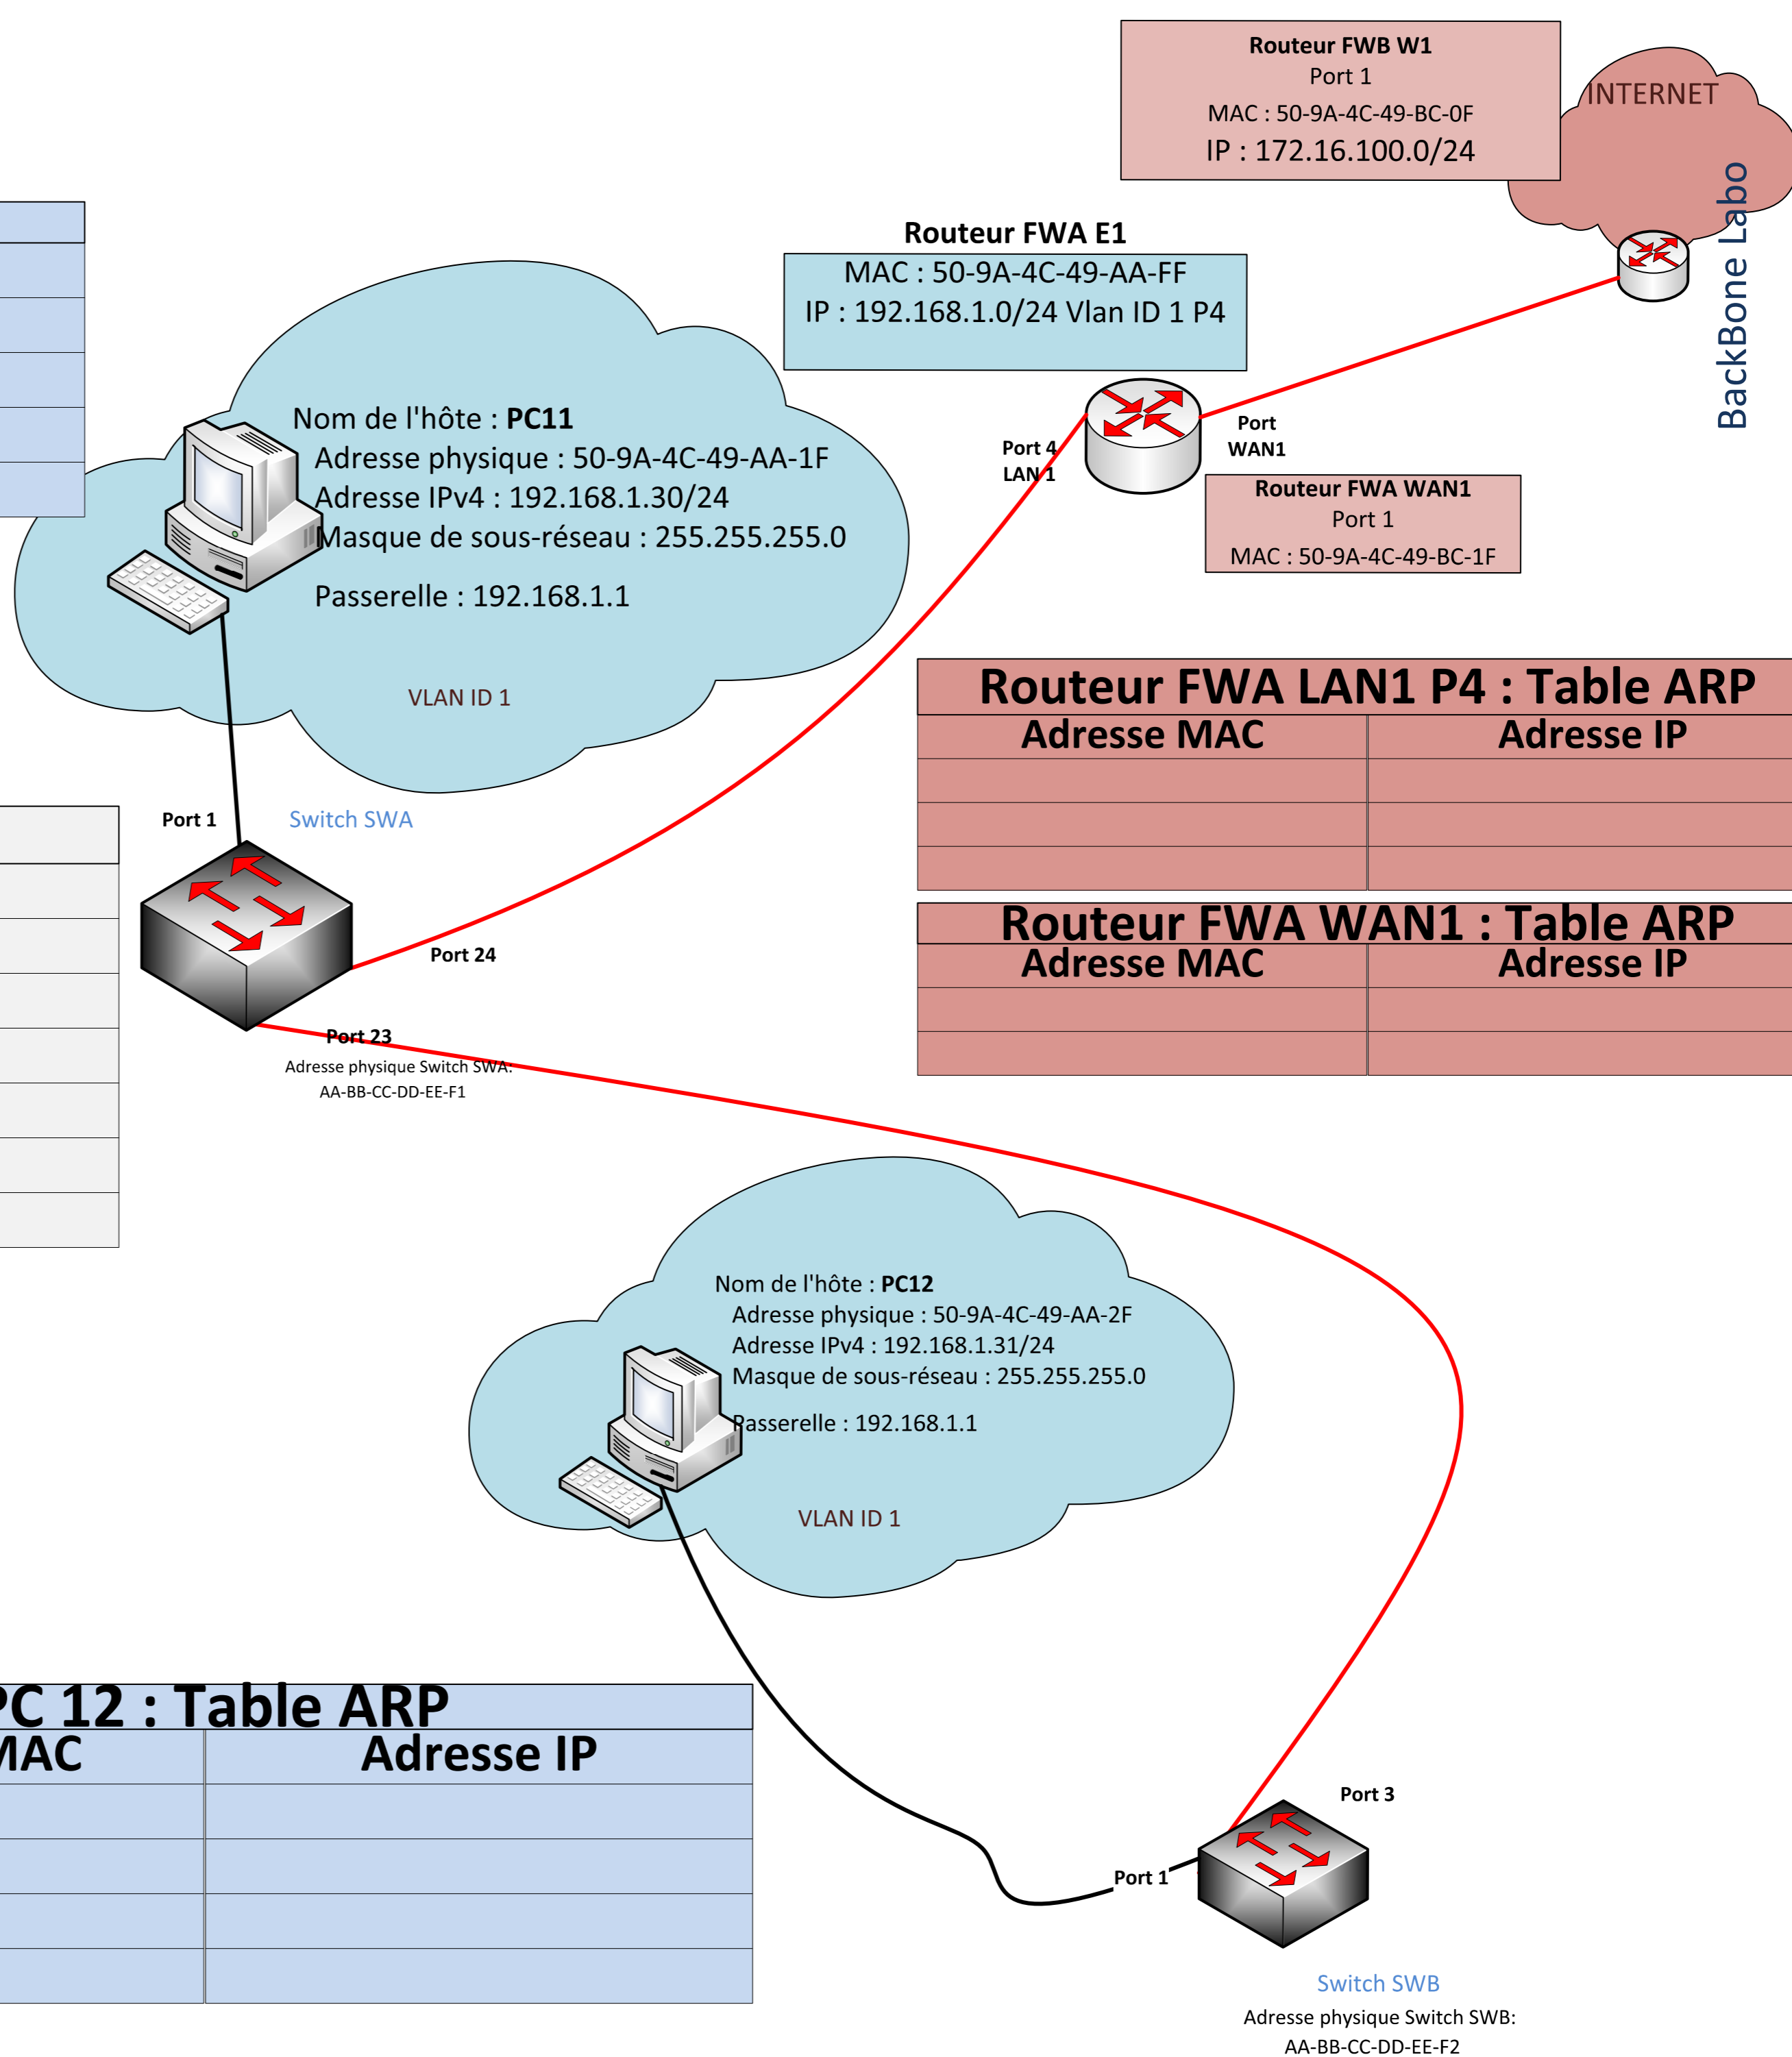 Routeur FWB W1
Port 1
MAC : 50-9A-4C-49-BC-0F
IP : 172.16.100.0/24
INTERNET
BackBone Labo
Routeur FWA E1
MAC : 50-9A-4C-49-AA-FF
IP : 192.168.1.0/24 Vlan ID 1 P4
Port 4
LAN 1
Port
WAN1
Routeur FWA WAN1
Port 1
MAC : 50-9A-4C-49-BC-1F
Nom de l'hôte : PC11
Adresse physique : 50-9A-4C-49-AA-1F
Adresse IPv4 : 192.168.1.30/24
Masque de sous-réseau : 255.255.255.0
Passerelle : 192.168.1.1
VLAN ID 1
Routeur FWA LAN1 P4 : Table ARP
Adresse MAC Adresse IP
Routeur FWA WAN1 : Table ARP
Adresse MAC Adresse IP
Port 1
Switch SWA
Port 24
Port 23
Adresse physique Switch SWA:
AA-BB-CC-DD-EE-F1
Nom de l'hôte : PC12
Adresse physique : 50-9A-4C-49-AA-2F
Adresse IPv4 : 192.168.1.31/24
Masque de sous-réseau : 255.255.255.0
Passerelle : 192.168.1.1
VLAN ID 1
PC 12 : Table ARP
MAC Adresse IP
Port 3
Port 1
Switch SWB
Adresse physique Switch SWB:
AA-BB-CC-DD-EE-F2